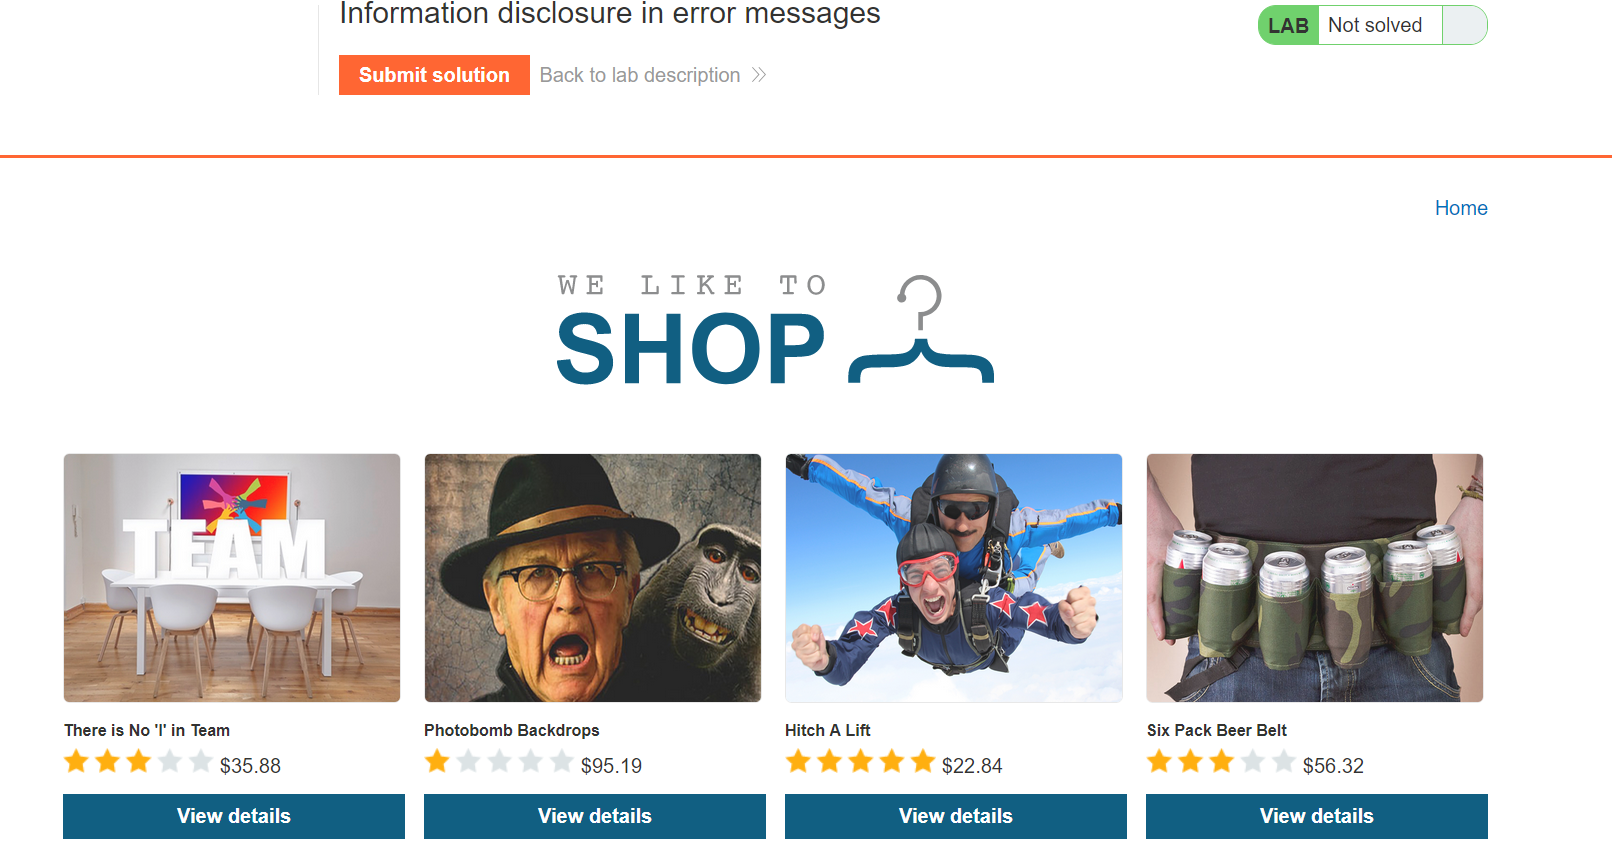 Information disclosure in error messages
LAB Not solved
Submit solution Back to lab description
Home
WE LIKE TO
SHOP
TEAM
There is No 'I' in Team Photobomb Backdrops Hitch A Lift Six Pack Beer Belt
$35.88 $95.19 $22.84 $56.32
View details View details View details View details